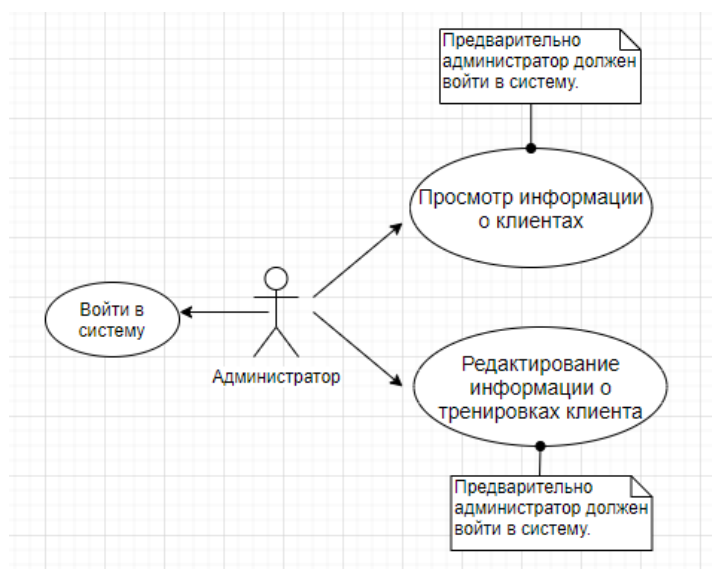 Предварительно
администратор должен
войти в систему.
Просмотр информации
о клиентах
Войти в
систему
Администратор
Редактирование
информации о
тренировках клиента
Предварительно
администратор должен
войти в систему.